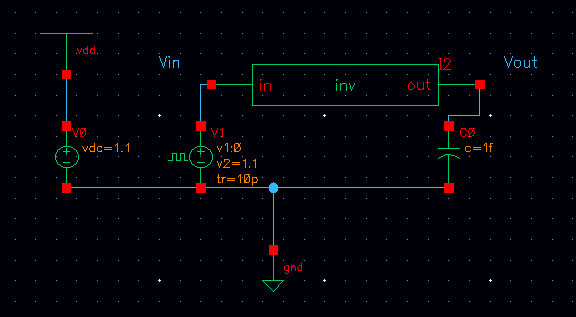 vdd
Vin
I2
Vout
in
inv
out
V0
vdc=1.1
V1
v1:0
v2=1.1
tr=10p
C0
c=1f
gnd